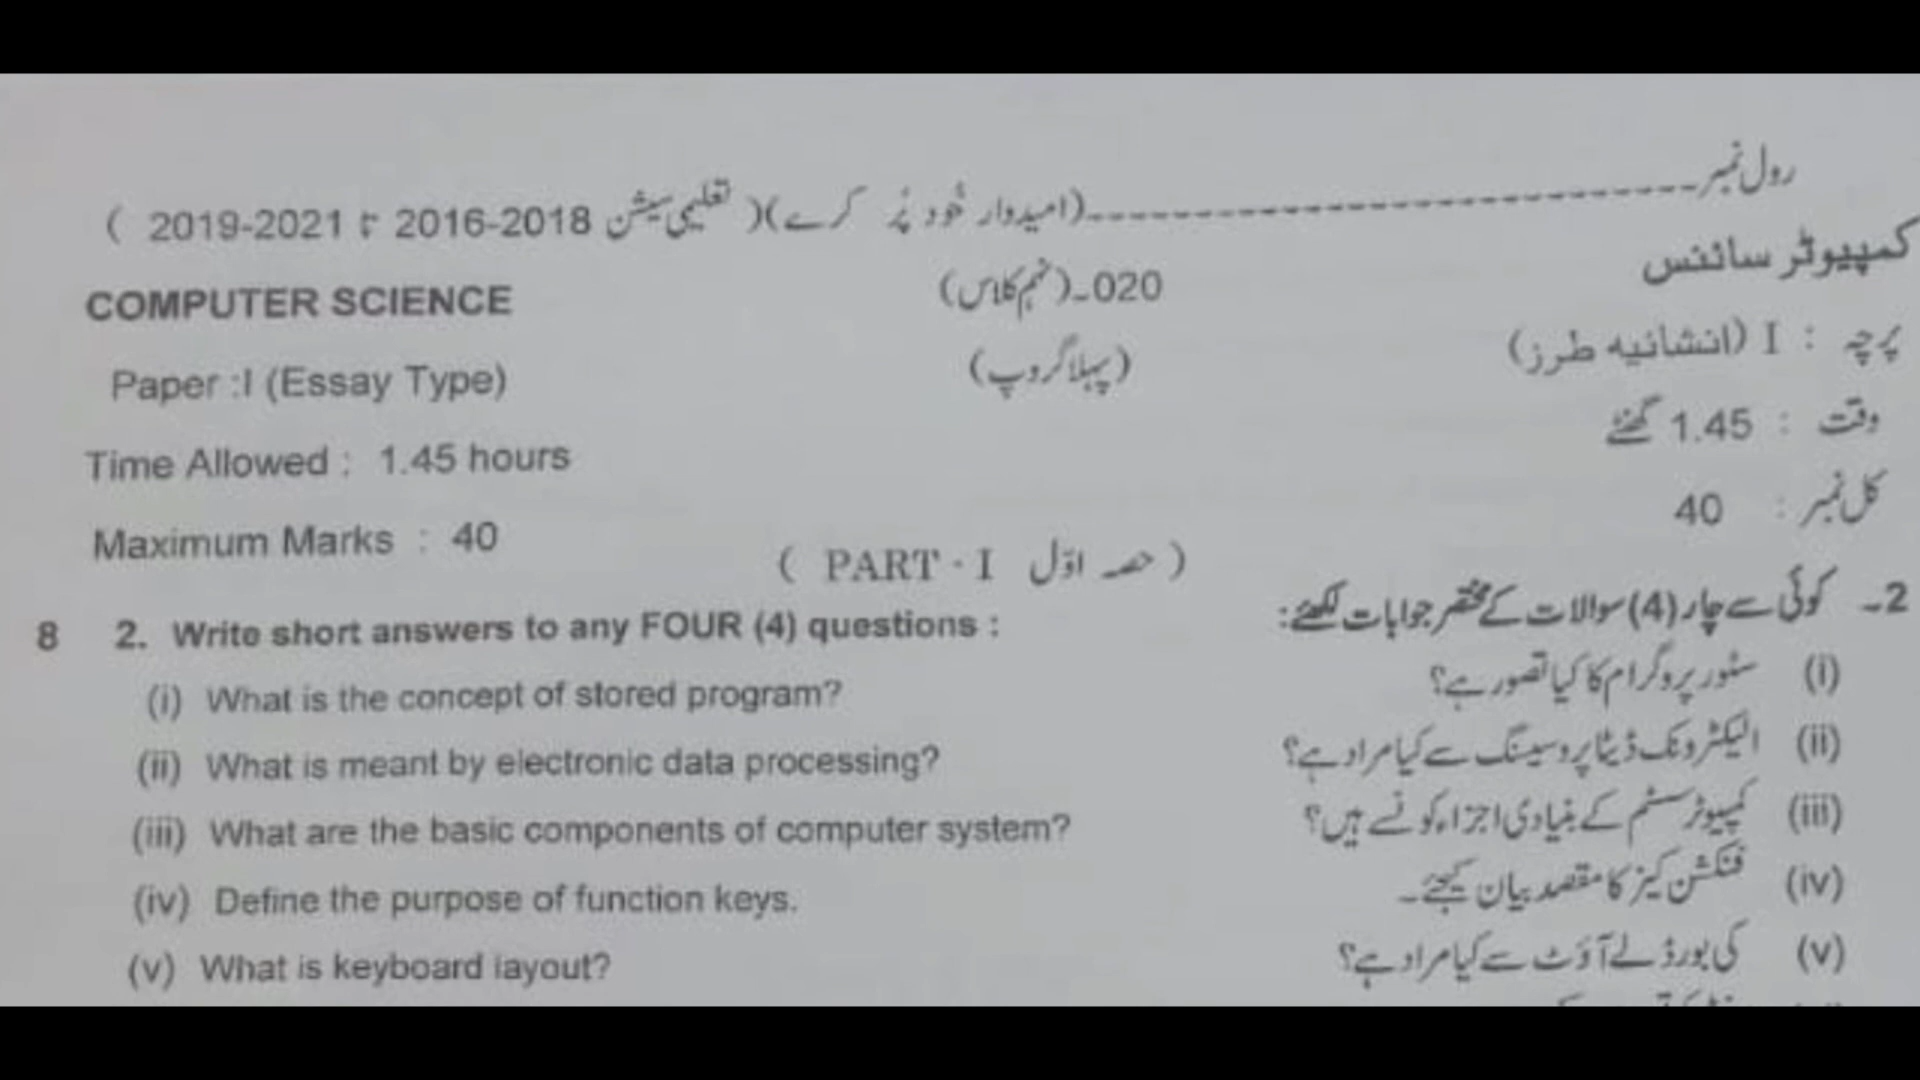 رول نمبر ------------------------------(امیدوار خود پُر کرے)( تعلیمی سیشن 2016-2018 تا 2019-2021 )
COMPUTER SCIENCE 020-(نہم کلاس) کمپیوٹر سائنس
Paper :I (Essay Type) (پہلا گروپ) پرچہ : I (انشائیہ طرز)
Time Allowed : 1.45 hours وقت : 1.45 گھنٹے
Maximum Marks : 40 کل نمبر : 40
( PART - I حصہ اوّل )
8 2. Write short answers to any FOUR (4) questions : 2- کوئی سے چار (4) سوالات کے مختصر جوابات لکھئے:
(i) What is the concept of stored program? (i) سٹور پروگرام کا کیا تصور ہے؟
(ii) What is meant by electronic data processing? (ii) الیکٹرونک ڈیٹا پروسیسنگ سے کیا مراد ہے؟
(iii) What are the basic components of computer system? (iii) کمپیوٹر سسٹم کے بنیادی اجزاء کونسے ہیں؟
(iv) Define the purpose of function keys. (iv) فنکشن کیز کا مقصد بیان کیجئے۔
(v) What is keyboard layout? (v) کی بورڈ لے آؤٹ سے کیا مراد ہے؟